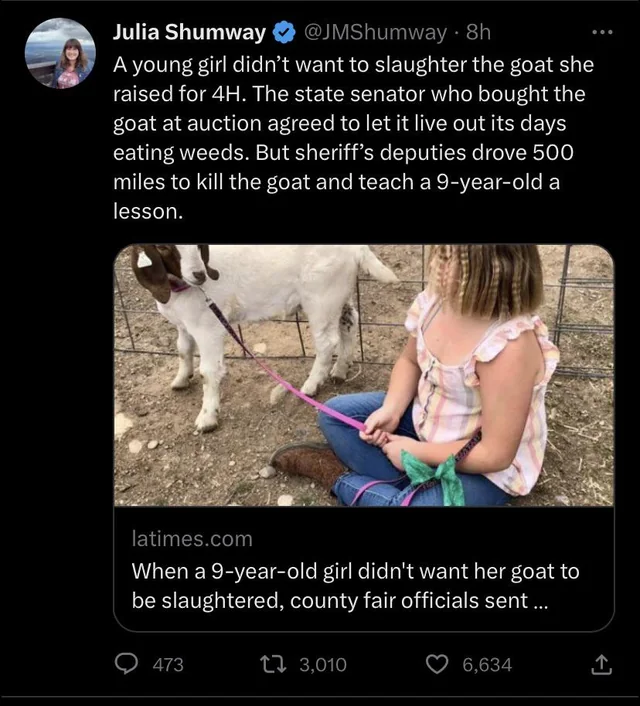 Julia Shumway @JMShumway · 8h
A young girl didn’t want to slaughter the goat she
raised for 4H. The state senator who bought the
goat at auction agreed to let it live out its days
eating weeds. But sheriff’s deputies drove 500
miles to kill the goat and teach a 9-year-old a
lesson.
latimes.com
When a 9-year-old girl didn't want her goat to
be slaughtered, county fair officials sent ...
473 3,010 6,634